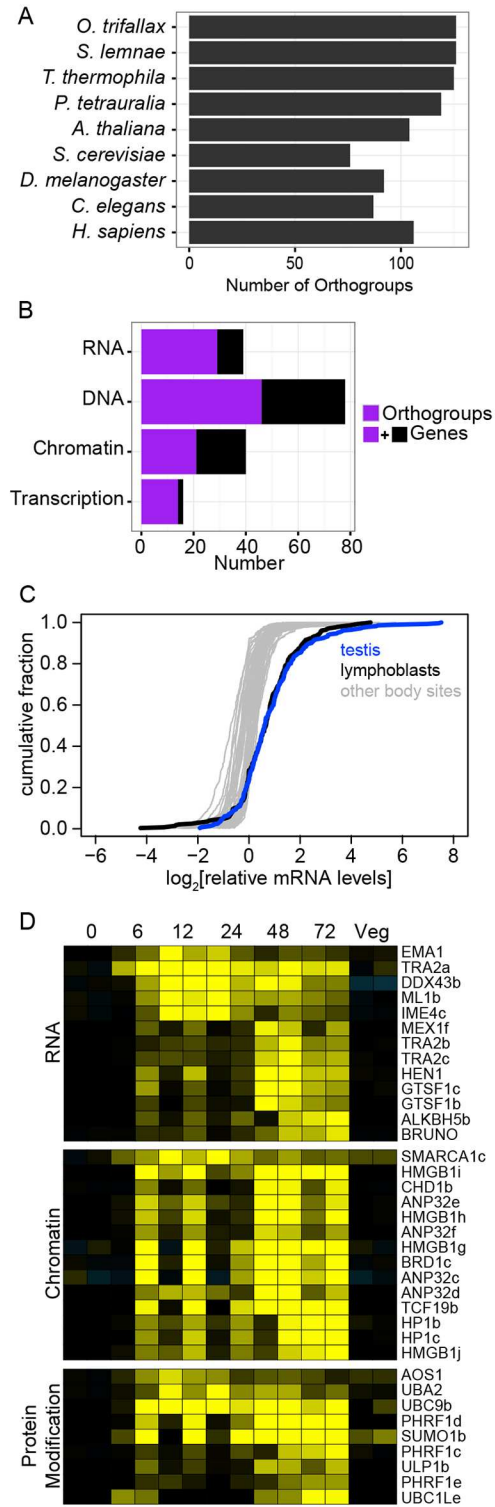 A
O. trifallax
S. lemnae
T. thermophila
P. tetrauralia
A. thaliana
S. cerevisiae
D. melanogaster
C. elegans
H. sapiens
0 50 100
Number of Orthogroups
B
RNA
DNA
Chromatin
Transcription
Orthogroups
+ Genes
0 20 40 60 80
Number
C
cumulative fraction
1.0
0.8
0.6
0.4
0.2
0.0
testis
lymphoblasts
other body sites
−6 −4 −2 0 2 4 6 8
log2[relative mRNA levels]
D
0 6 12 24 48 72 Veg
RNA
EMA1
TRA2a
DDX43b
ML1b
IME4c
MEX1f
TRA2b
TRA2c
HEN1
GTSF1c
GTSF1b
ALKBH5b
BRUNO
Chromatin
SMARCA1c
HMGB1i
CHD1b
ANP32e
HMGB1h
ANP32f
HMGB1g
BRD1c
ANP32c
ANP32d
TCF19b
HP1b
HP1c
HMGB1j
Protein
Modification
AOS1
UBA2
UBC9b
PHRF1d
SUMO1b
PHRF1c
ULP1b
PHRF1e
UBC1Le